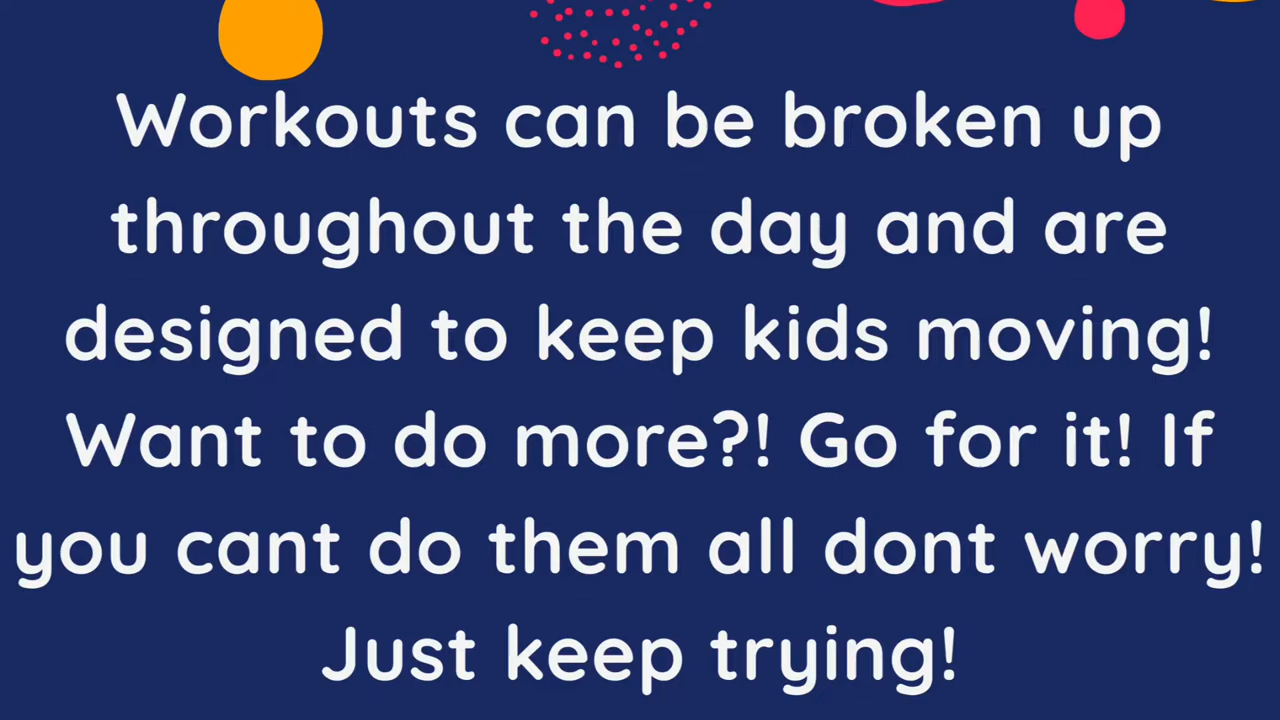 Workouts can be broken up
throughout the day and are
designed to keep kids moving!
Want to do more?! Go for it! If
you cant do them all dont worry!
Just keep trying!